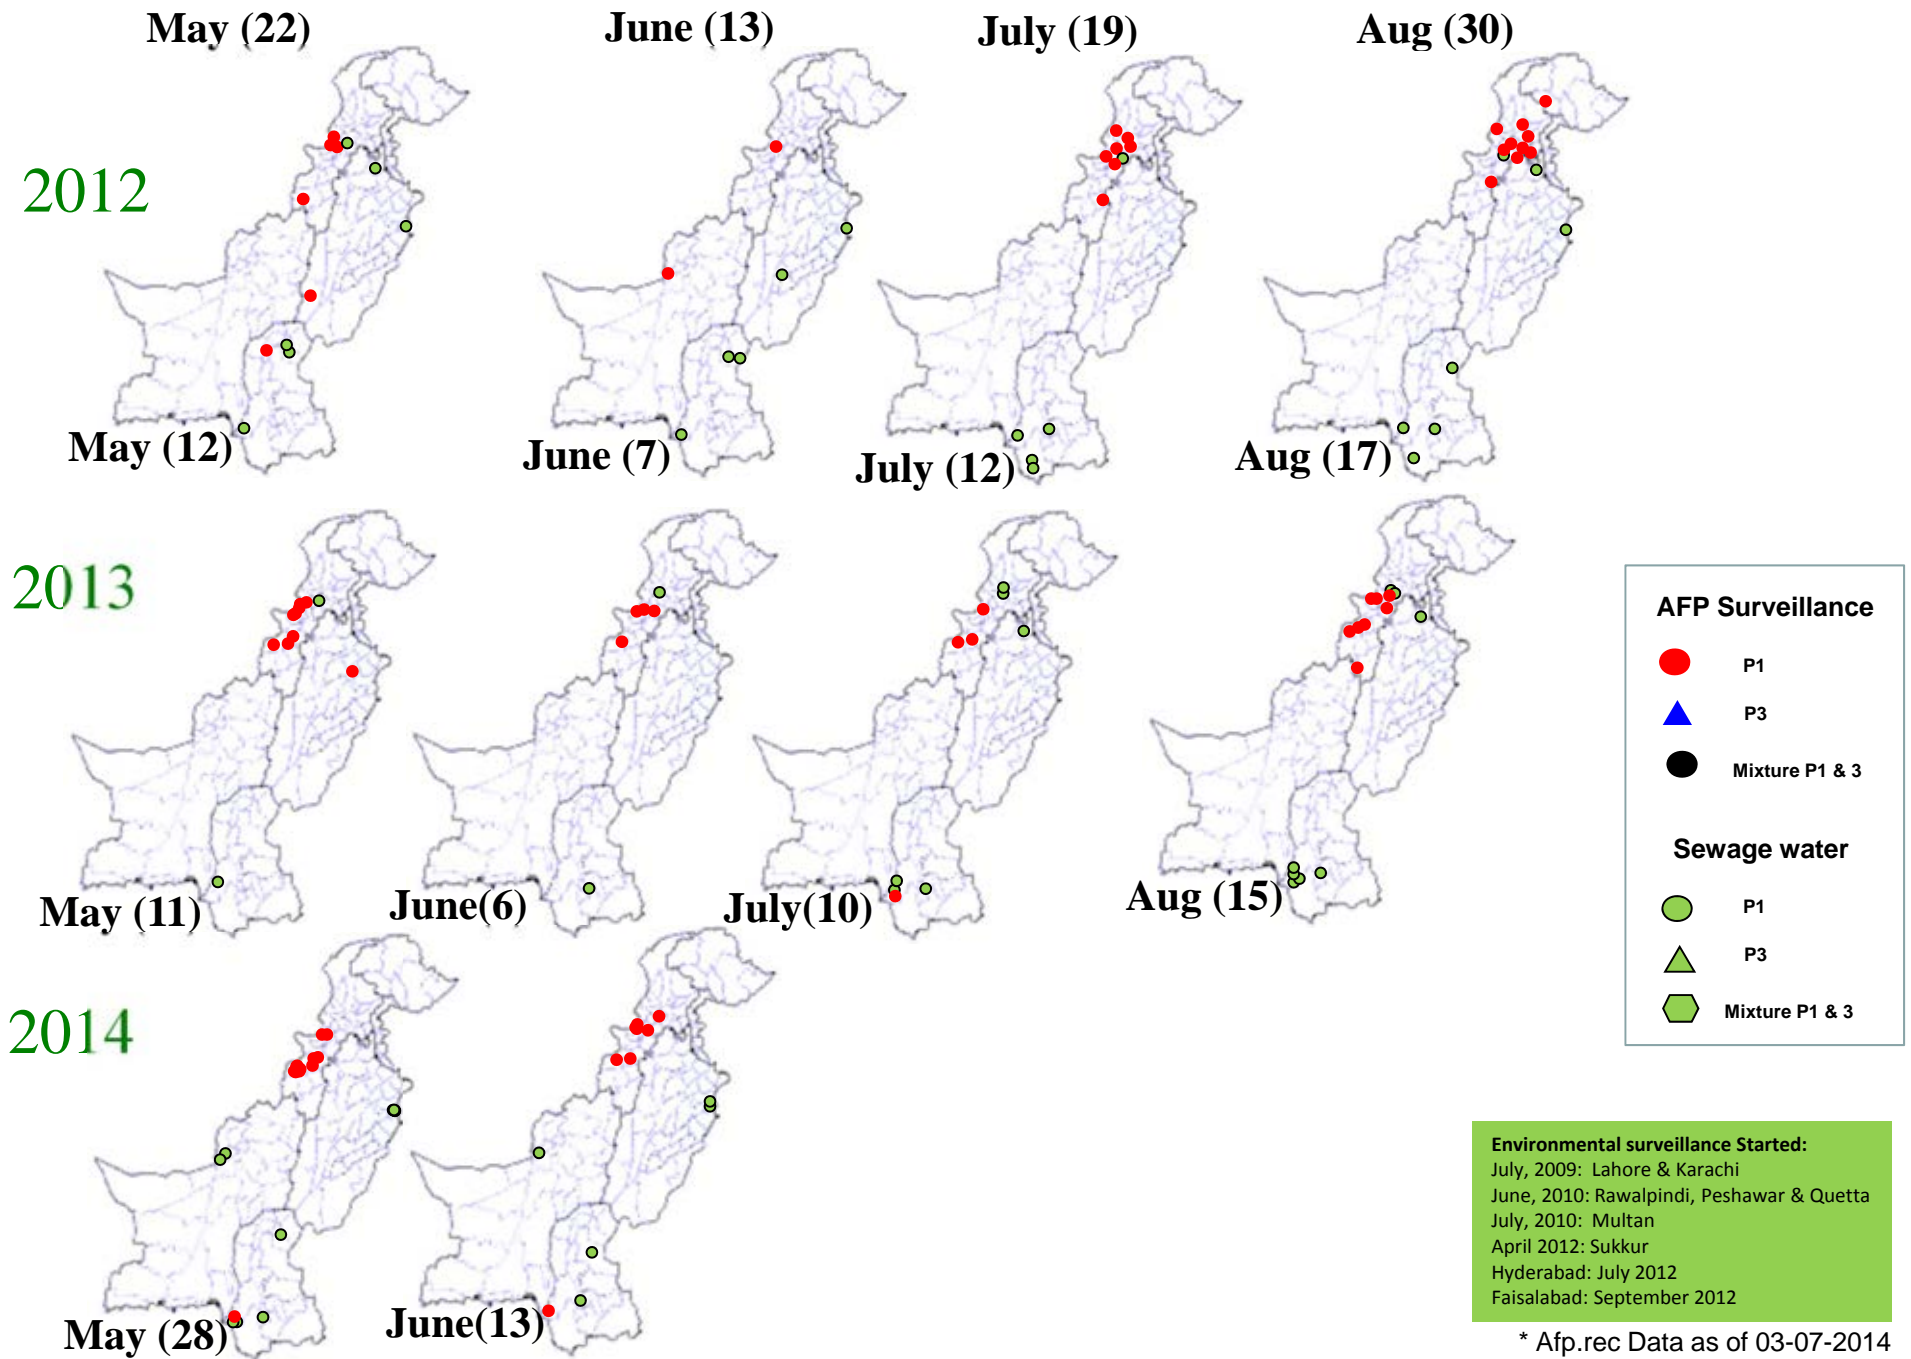 May (22)
June (13)
July (19)
Aug (30)
2012
May (12)
June (7)
July (12)
Aug (17)
2013
May (11)
June(6)
July(10)
Aug (15)
2014
May (28)
June(13)
AFP Surveillance
P1
P3
Mixture P1 & 3
Sewage water
P1
P3
Mixture P1 & 3
Environmental surveillance Started:
July, 2009: Lahore & Karachi
June, 2010: Rawalpindi, Peshawar & Quetta
July, 2010: Multan
April 2012: Sukkur
Hyderabad: July 2012
Faisalabad: September 2012
* Afp.rec Data as of 03-07-2014